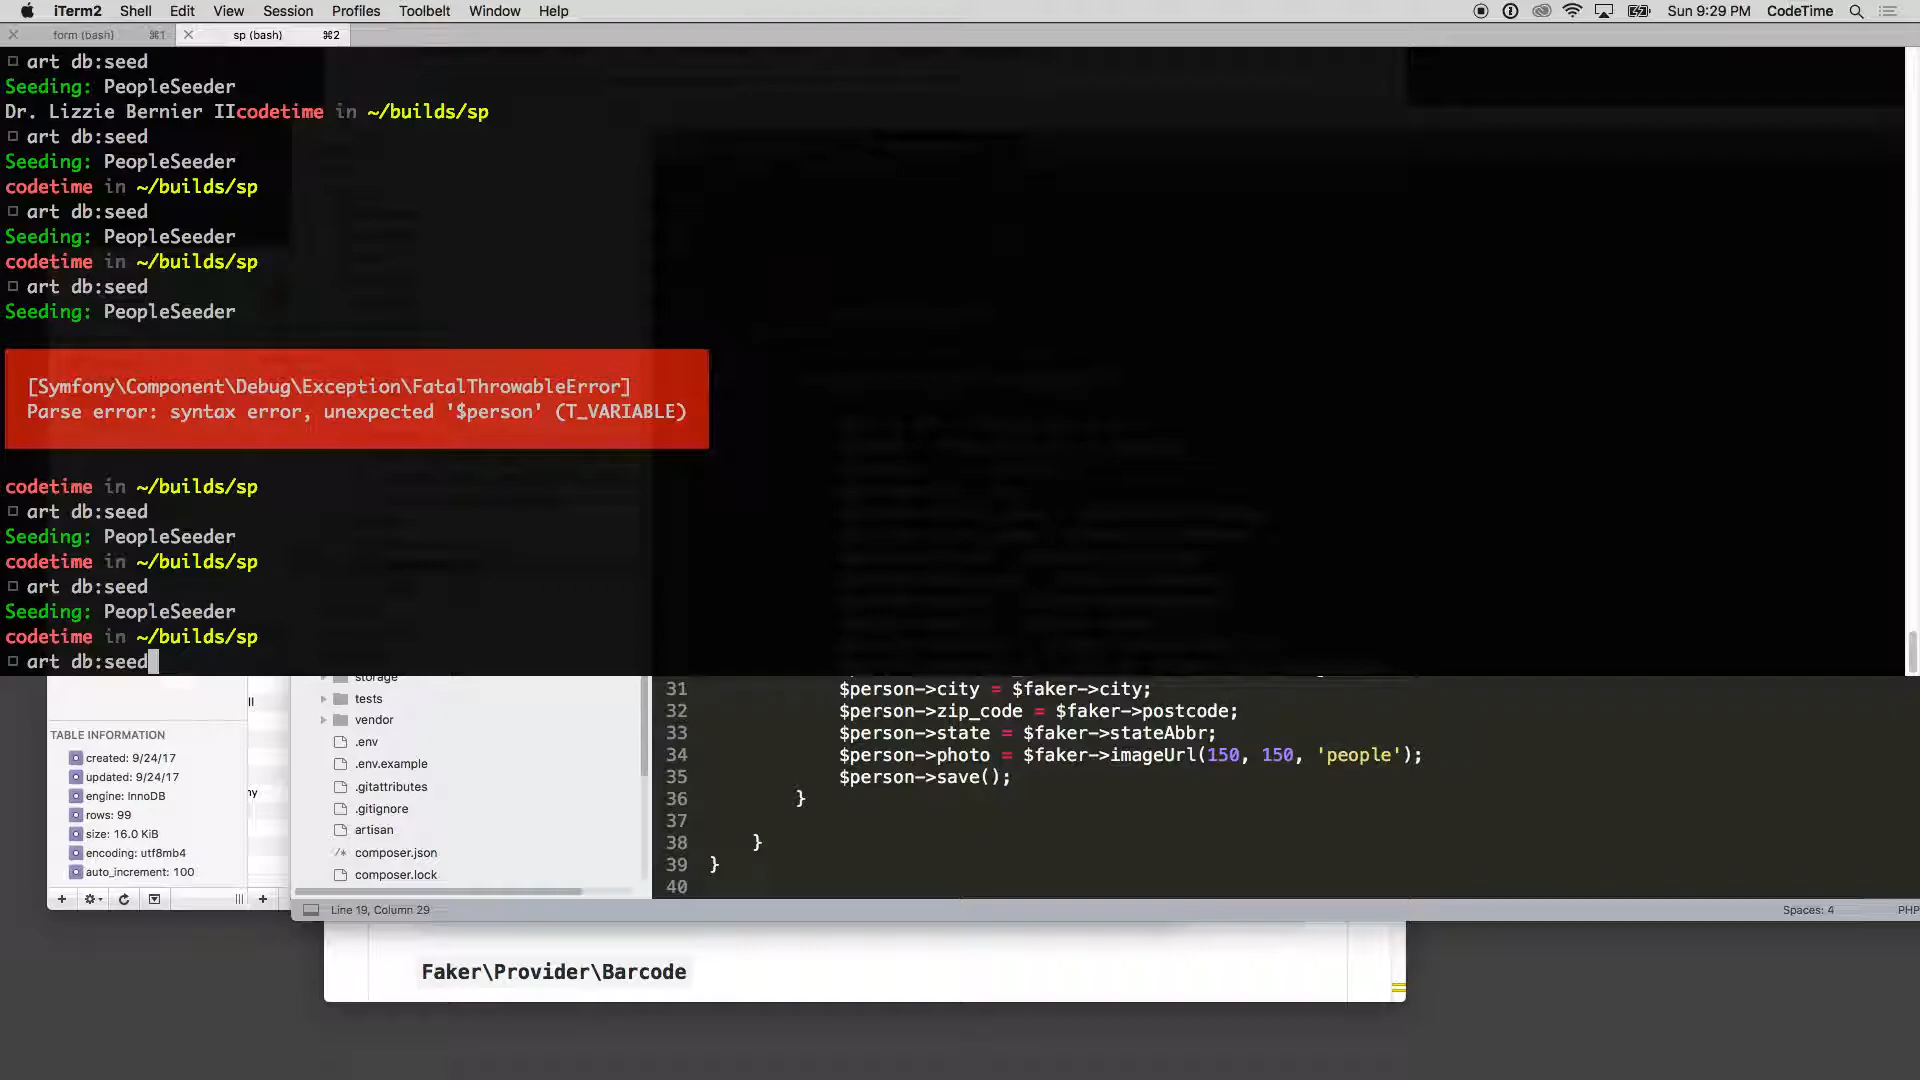 iTerm2 Shell Edit View Session Profiles Toolbelt Window Help Sun 9:29 PM CodeTime
form (bash) ⌘1 sp (bash) ⌘2
art db:seed
Seeding: PeopleSeeder
Dr. Lizzie Bernier IIcodetime in ~/builds/sp
art db:seed
Seeding: PeopleSeeder
codetime in ~/builds/sp
art db:seed
Seeding: PeopleSeeder
codetime in ~/builds/sp
art db:seed
Seeding: PeopleSeeder
[Symfony\Component\Debug\Exception\FatalThrowableError]
Parse error: syntax error, unexpected '$person' (T_VARIABLE)
codetime in ~/builds/sp
art db:seed
Seeding: PeopleSeeder
codetime in ~/builds/sp
art db:seed
Seeding: PeopleSeeder
codetime in ~/builds/sp
art db:seed
TABLE INFORMATION
created: 9/24/17
updated: 9/24/17
engine: InnoDB
rows: 99
size: 16.0 KiB
encoding: utf8mb4
auto_increment: 100
storage
tests
vendor
.env
.env.example
.gitattributes
.gitignore
artisan
composer.json
composer.lock
31 $person->city = $faker->city;
32 $person->zip_code = $faker->postcode;
33 $person->state = $faker->stateAbbr;
34 $person->photo = $faker->imageUrl(150, 150, 'people');
35 $person->save();
36 }
37
38 }
39 }
40
Line 19, Column 29 Spaces: 4 PHP
Faker\Provider\Barcode